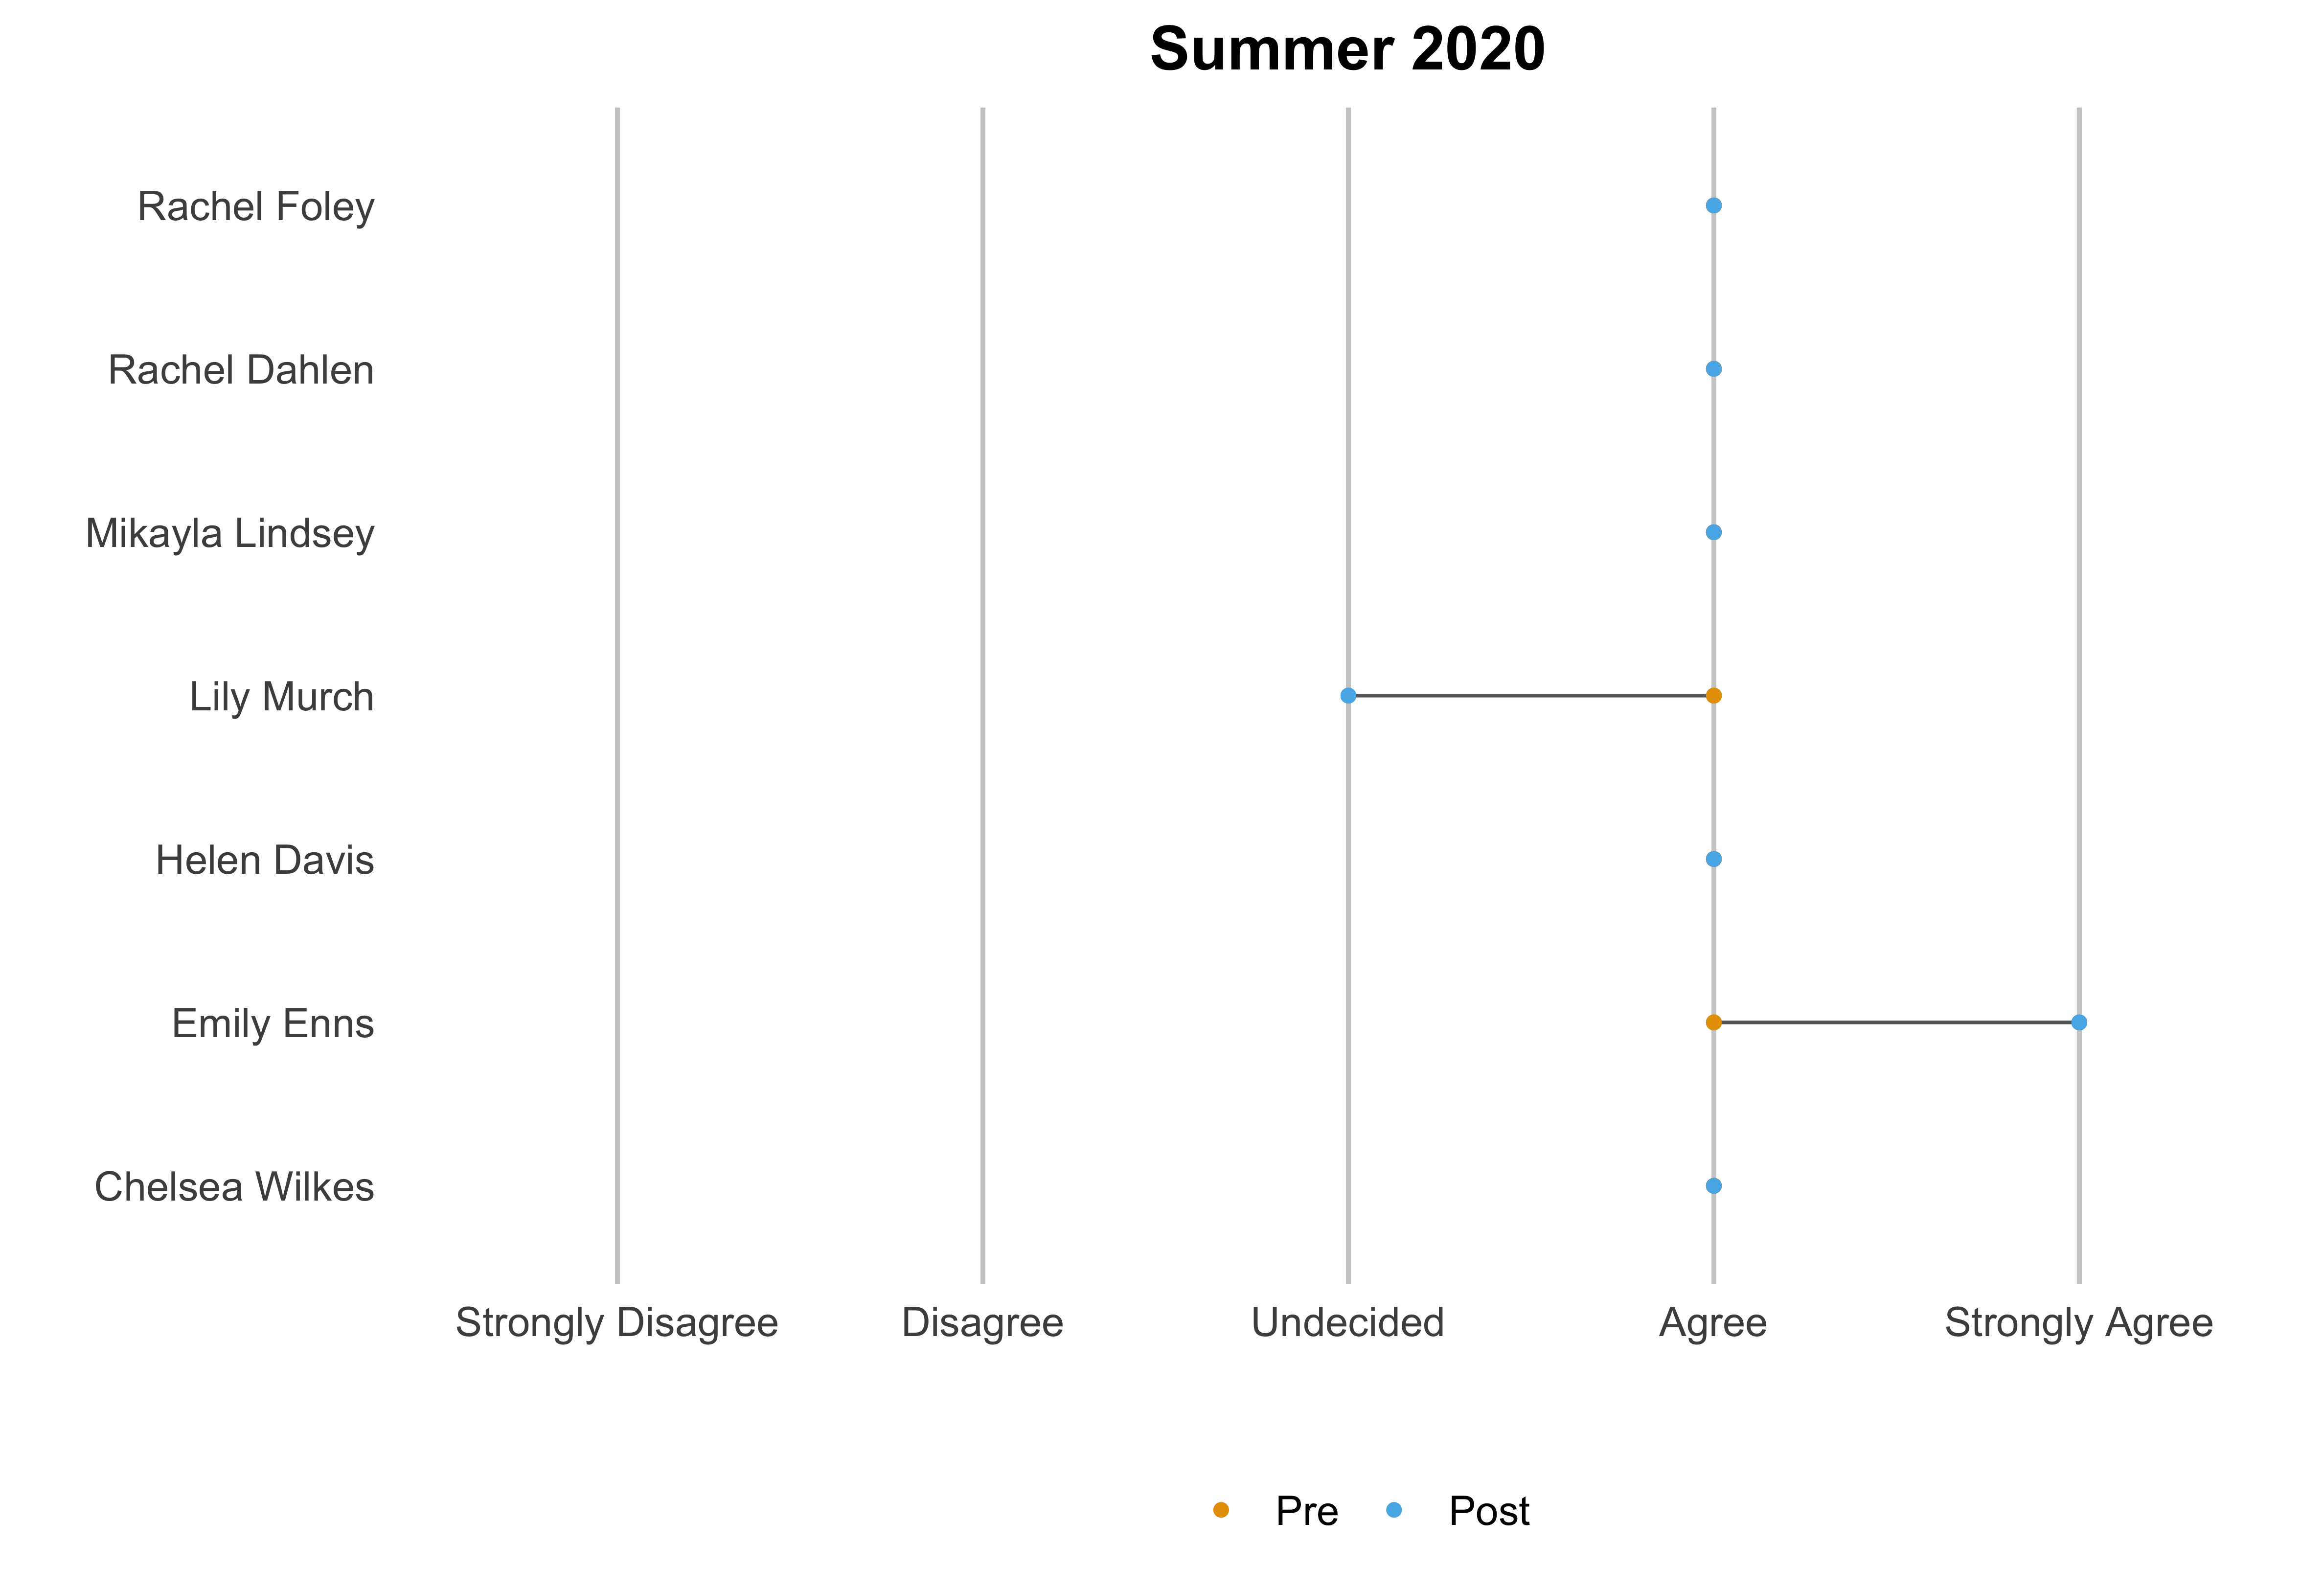 Summer 2020
Rachel Foley
Rachel Dahlen
Mikayla Lindsey
Lily Murch
Helen Davis
Emily Enns
Chelsea Wilkes
Strongly Disagree Disagree Undecided Agree Strongly Agree
Pre Post